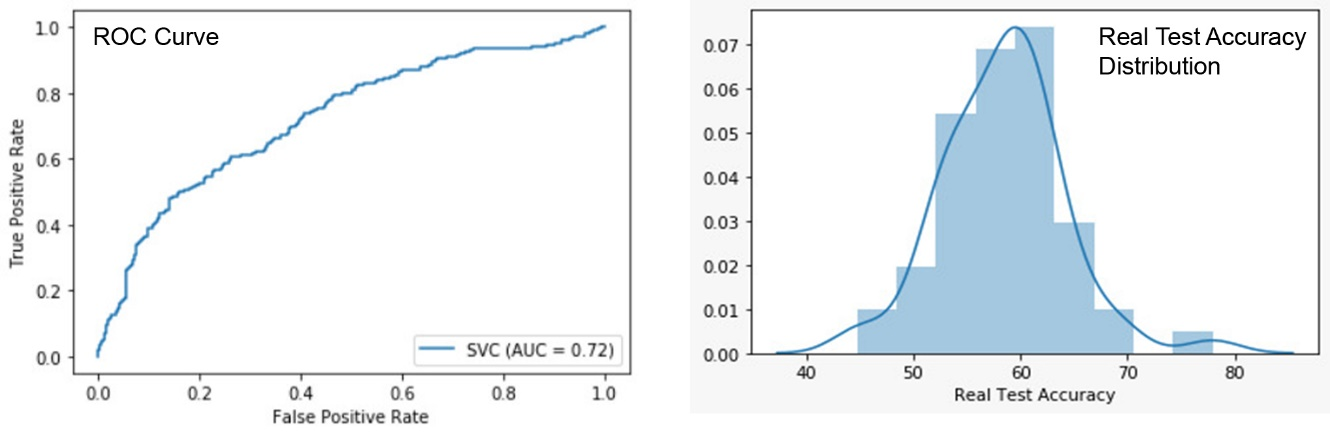 ROC Curve
True Positive Rate
1.0
0.8
0.6
0.4
0.2
0.0
SVC (AUC = 0.72)
0.0 0.2 0.4 0.6 0.8 1.0
False Positive Rate
Real Test Accuracy
Distribution
0.07
0.06
0.05
0.04
0.03
0.02
0.01
0.00
40 50 60 70 80
Real Test Accuracy